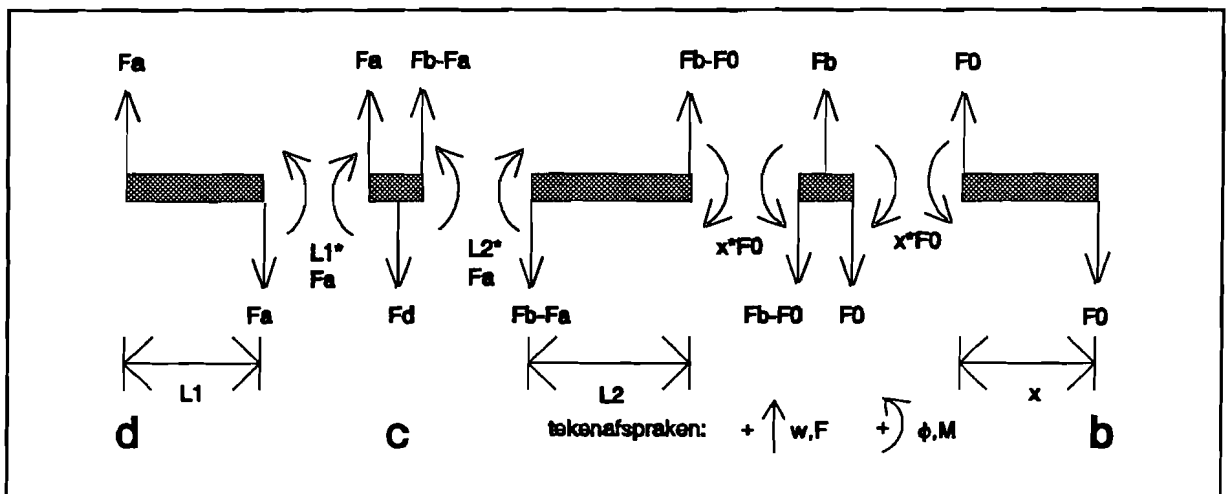 Fa Fa Fb-Fa Fb-F0 Fb F0
L1*
Fa
L2*
Fa
x*F0
x*F0
Fa Fd Fb-Fa Fb-F0 F0 F0
L1 L2 x
d c b
tekenafspraken: + w,F + ϕ,M